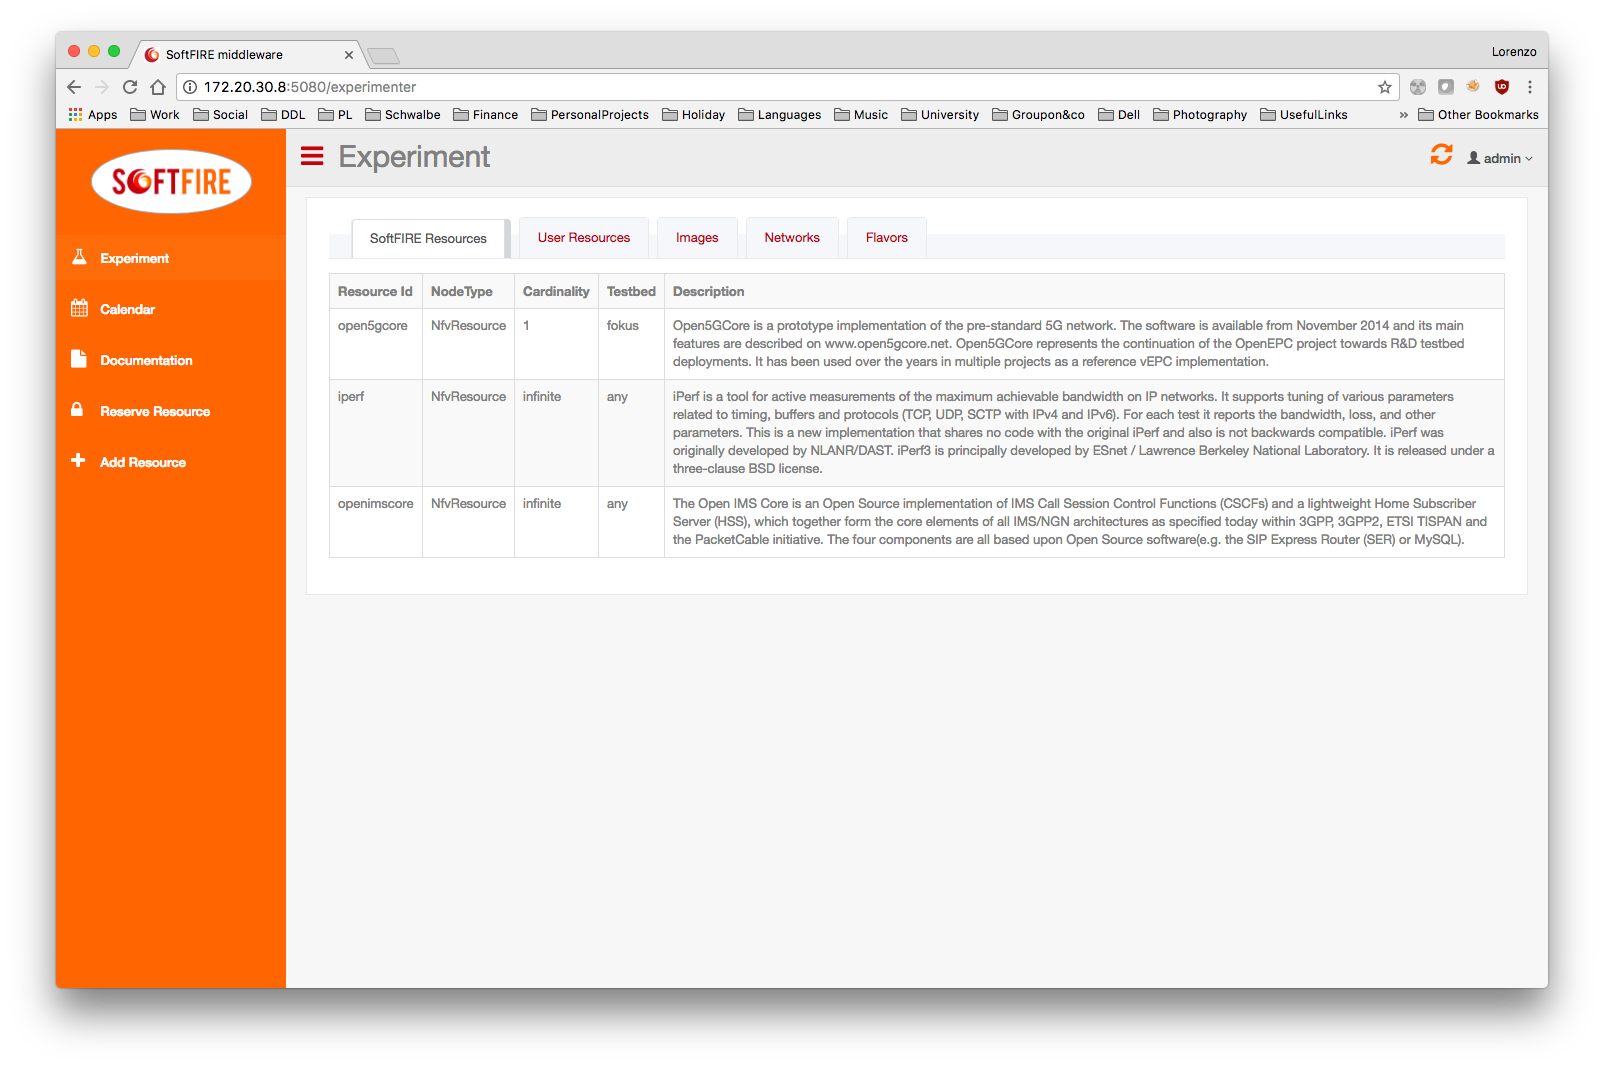 SoftFIRE middleware
Lorenzo
172.20.30.8:5080/experimenter
Apps Work Social DDL PL Schwalbe Finance PersonalProjects Holiday Languages Music University Groupon&co Dell Photography UsefulLinks » Other Bookmarks
SOFTFIRE
Experiment
admin
Experiment
Calendar
Documentation
Reserve Resource
Add Resource
SoftFIRE Resources User Resources Images Networks Flavors
Resource Id NodeType Cardinality Testbed Description
open5gcore NfvResource 1 fokus Open5GCore is a prototype implementation of the pre-standard 5G network. The software is available from November 2014 and its main
features are described on www.open5gcore.net. Open5GCore represents the continuation of the OpenEPC project towards R&D testbed
deployments. It has been used over the years in multiple projects as a reference vEPC implementation.
iperf NfvResource infinite any iPerf is a tool for active measurements of the maximum achievable bandwidth on IP networks. It supports tuning of various parameters
related to timing, buffers and protocols (TCP, UDP, SCTP with IPv4 and IPv6). For each test it reports the bandwidth, loss, and other
parameters. This is a new implementation that shares no code with the original iPerf and also is not backwards compatible. iPerf was
originally developed by NLANR/DAST. iPerf3 is principally developed by ESnet / Lawrence Berkeley National Laboratory. It is released under a
three-clause BSD license.
openimscore NfvResource infinite any The Open IMS Core is an Open Source implementation of IMS Call Session Control Functions (CSCFs) and a lightweight Home Subscriber
Server (HSS), which together form the core elements of all IMS/NGN architectures as specified today within 3GPP, 3GPP2, ETSI TISPAN and
the PacketCable initiative. The four components are all based upon Open Source software(e.g. the SIP Express Router (SER) or MySQL).